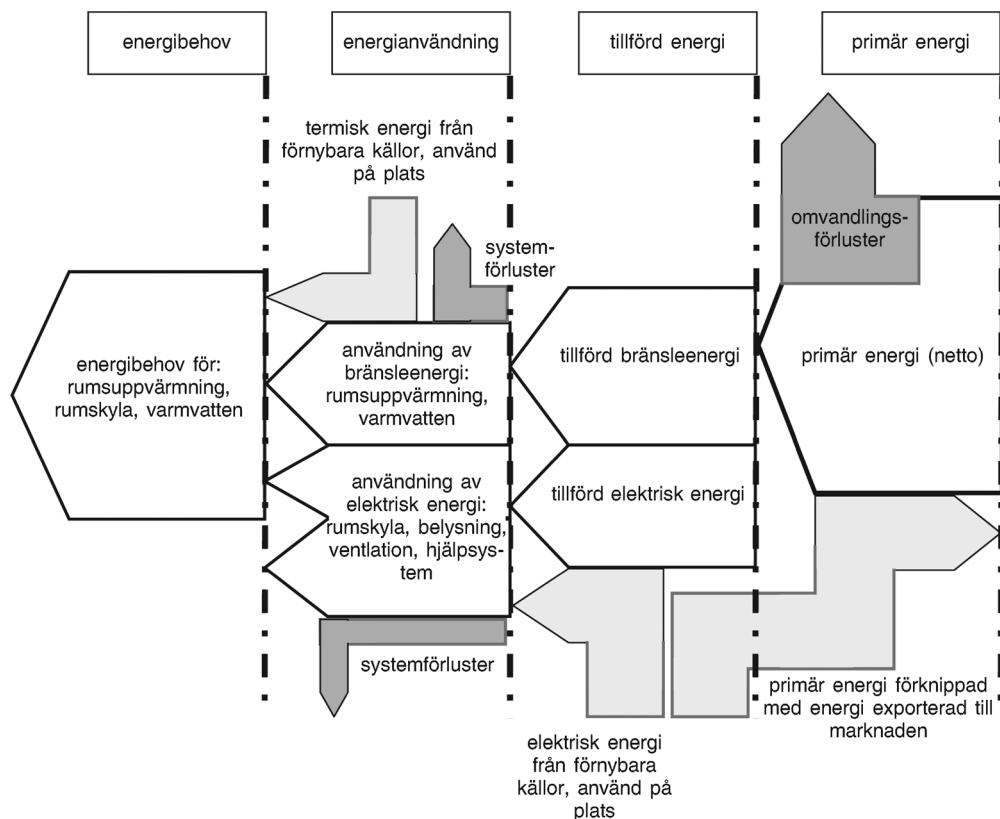 energibehov
energianvändning
tillförd energi
primär energi
termisk energi från
förnybara källor, använd
på plats
system-
förluster
omvandlings-
förluster
energibehov för:
rumsuppvärmning,
rumskyla, varmvatten
användning av
bränsleenergi:
rumsuppvärmning,
varmvatten
tillförd bränsleenergi
primär energi (netto)
användning av
elektrisk energi:
rumskyla, belysning,
ventlation, hjälpsys-
tem
tillförd elektrisk energi
systemförluster
elektrisk energi
från förnybara
källor, använd på
plats
primär energi förknippad
med energi exporterad till
marknaden